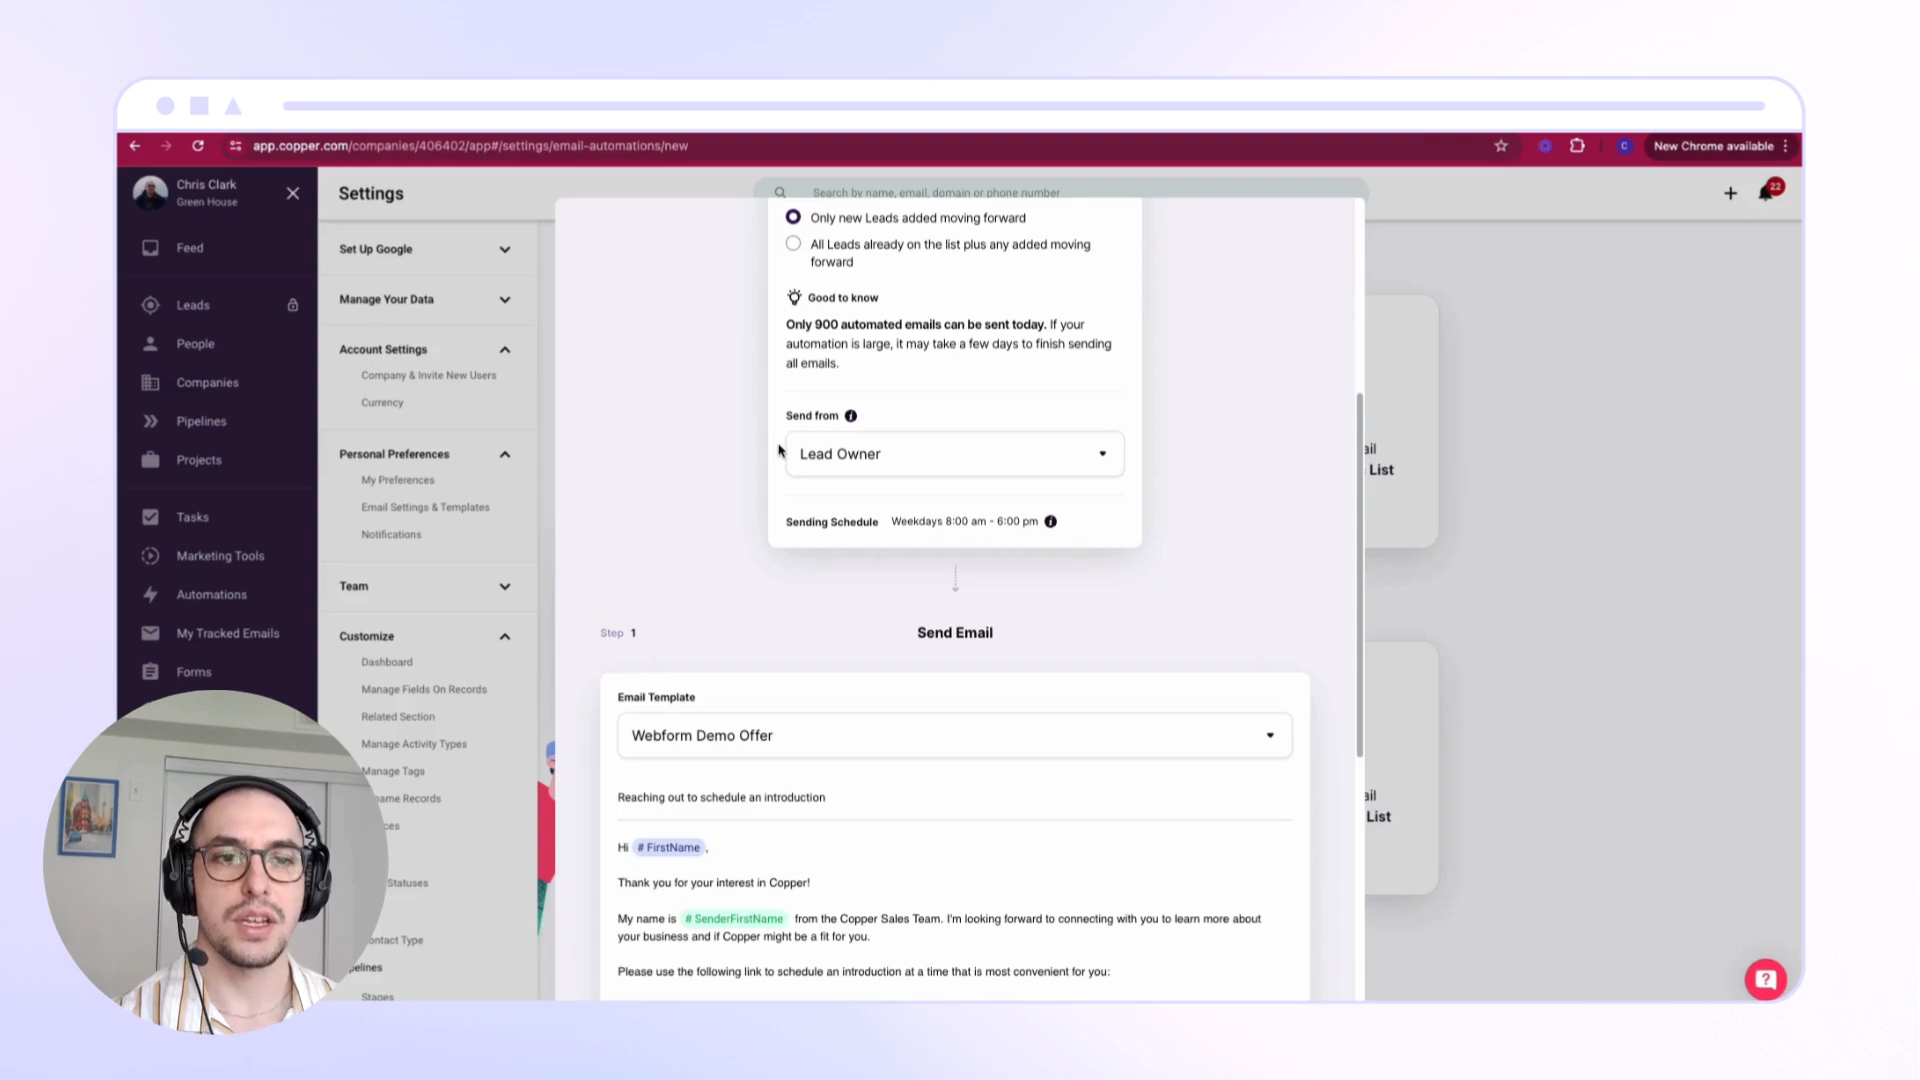 app.copper.com/companies/406402/app#/settings/email-automations/new
C
New Chrome available
Chris Clark
Green House
Settings
Search by name, email, domain or phone number
22
Feed
Leads
People
Companies
Pipelines
Projects
Tasks
Marketing Tools
Automations
My Tracked Emails
Forms
Set Up Google
Manage Your Data
Account Settings
Company & Invite New Users
Currency
Personal Preferences
My Preferences
Email Settings & Templates
Notifications
Team
Customize
Dashboard
Manage Fields On Records
Related Section
Manage Activity Types
Manage Tags
name Records
ces
Statuses
ontact Type
pelines
Stages
Only new Leads added moving forward
All Leads already on the list plus any added moving
forward
Good to know
Only 900 automated emails can be sent today. If your
automation is large, it may take a few days to finish sending
all emails.
Send from
Lead Owner
Sending Schedule Weekdays 8:00 am - 6:00 pm
Step 1
Send Email
Email Template
Webform Demo Offer
Reaching out to schedule an introduction
Hi # FirstName ,
Thank you for your interest in Copper!
My name is # SenderFirstName from the Copper Sales Team. I'm looking forward to connecting with you to learn more about
your business and if Copper might be a fit for you.
Please use the following link to schedule an introduction at a time that is most convenient for you:
ail
List
ail
List
?